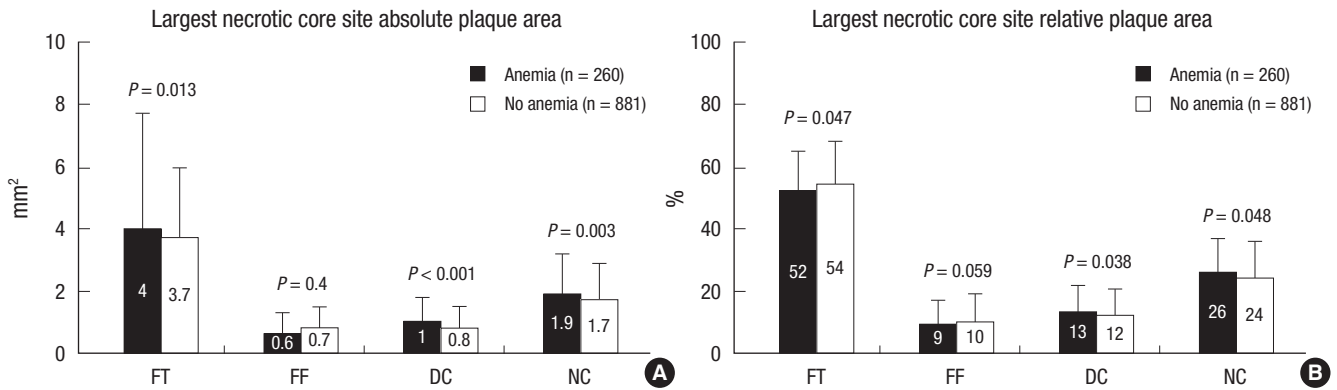 Largest necrotic core site absolute plaque area
10
8
6
4
2
0
mm²
Anemia (n = 260)
No anemia (n = 881)
P = 0.013
P = 0.4
P < 0.001
P = 0.003
4
3.7
0.6
0.7
1
0.8
1.9
1.7
FT
FF
DC
NC
A
Largest necrotic core site relative plaque area
100
80
60
40
20
0
%
Anemia (n = 260)
No anemia (n = 881)
P = 0.047
P = 0.059
P = 0.038
P = 0.048
52
54
9
10
13
12
26
24
FT
FF
DC
NC
B